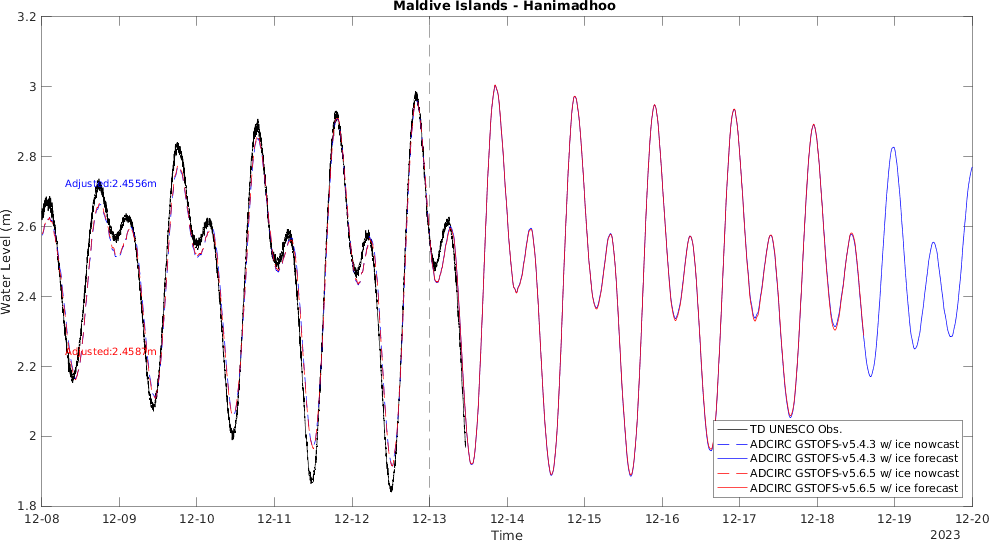 Maldive Islands - Hanimadhoo
3.2
3
2.8
2.6
2.4
2.2
2
1.8
Water Level (m)
Adjusted:2.4556m
Adjusted:2.4587m
TD UNESCO Obs.
ADCIRC GSTOFS-v5.4.3 w/ ice nowcast
ADCIRC GSTOFS-v5.4.3 w/ ice forecast
ADCIRC GSTOFS-v5.6.5 w/ ice nowcast
ADCIRC GSTOFS-v5.6.5 w/ ice forecast
12-08 12-09 12-10 12-11 12-12 12-13 12-14 12-15 12-16 12-17 12-18 12-19 12-20
Time
2023